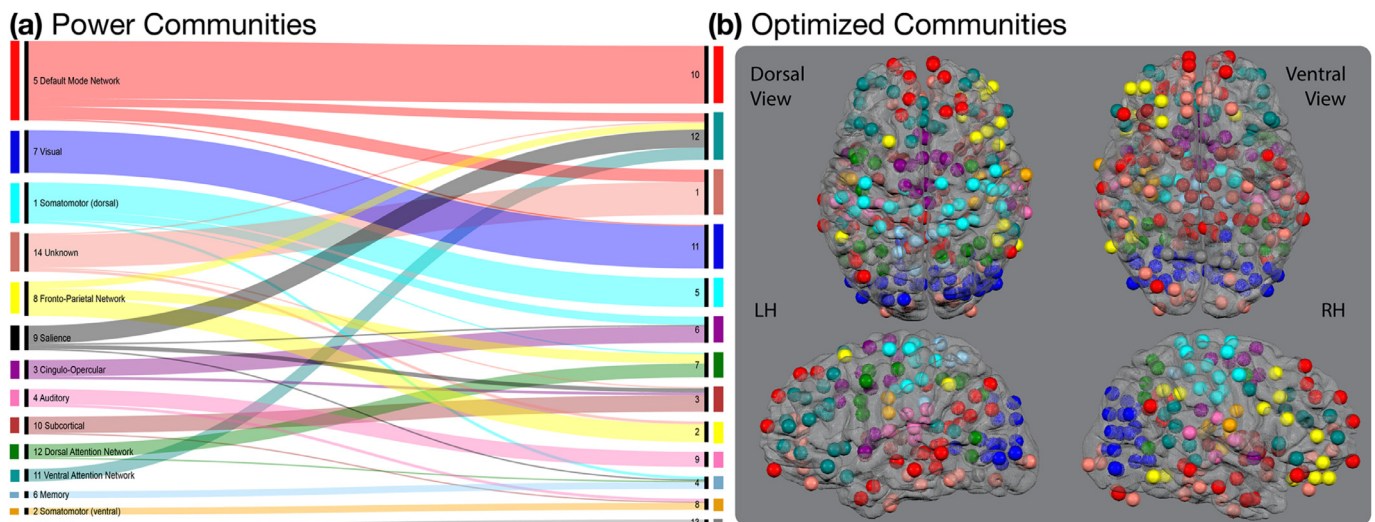 (a) Power Communities
5 Default Mode Network
7 Visual
1 Somatomotor (dorsal)
14 Unknown
8 Fronto-Parietal Network
9 Salience
3 Cingulo-Opercular
4 Auditory
10 Subcortical
12 Dorsal Attention Network
11 Ventral Attention Network
6 Memory
2 Somatomotor (ventral)
10
12
1
11
5
6
7
3
2
9
4
8
(b) Optimized Communities
Dorsal
View
Ventral
View
LH
RH